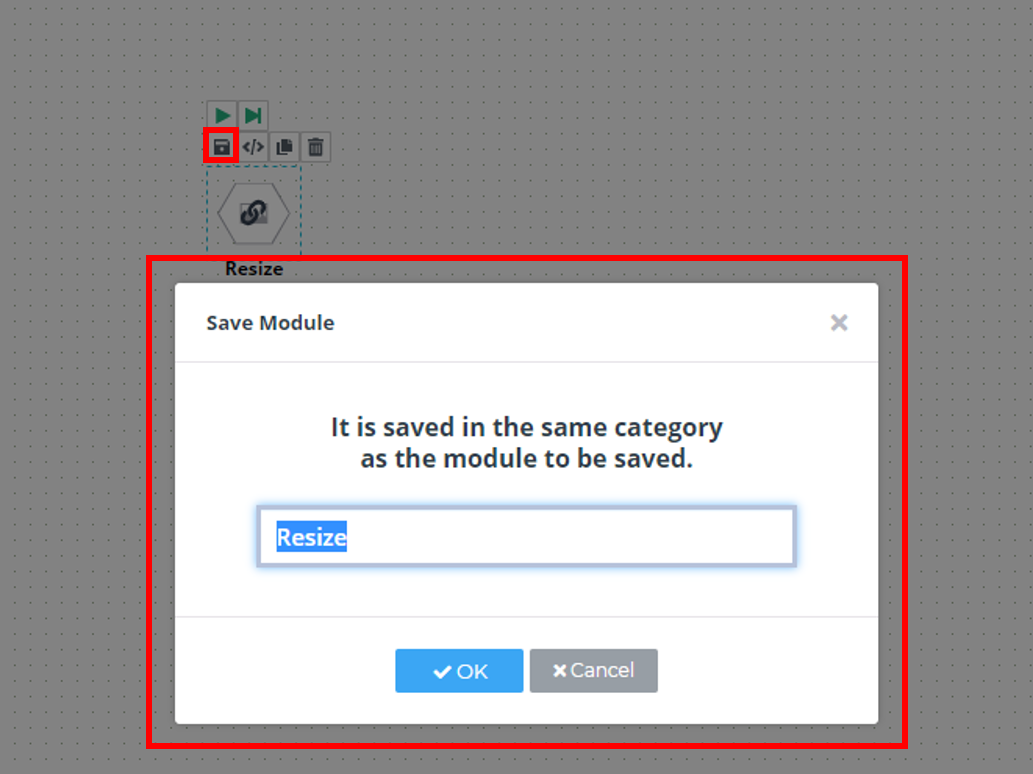 Resize
Save Module
It is saved in the same category
as the module to be saved.
Resize
OK
Cancel